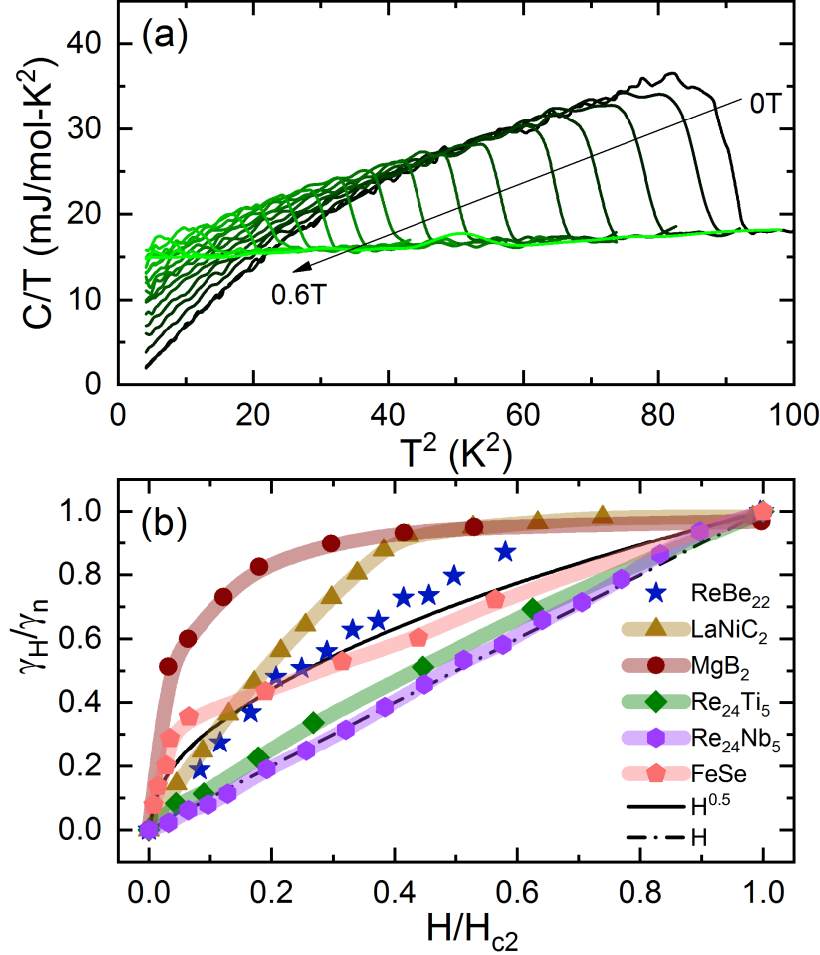 (a)
C/T (mJ/mol-K²)
40
30
20
10
0
0T
0.6T
0 20 40 60 80 100
T² (K²)
(b)
γH/γn
1.0
0.8
0.6
0.4
0.2
0.0
ReBe₂₂
LaNiC₂
MgB₂
Re₂₄Ti₅
Re₂₄Nb₅
FeSe
H⁰·⁵
H
0.0 0.2 0.4 0.6 0.8 1.0
H/Hc2